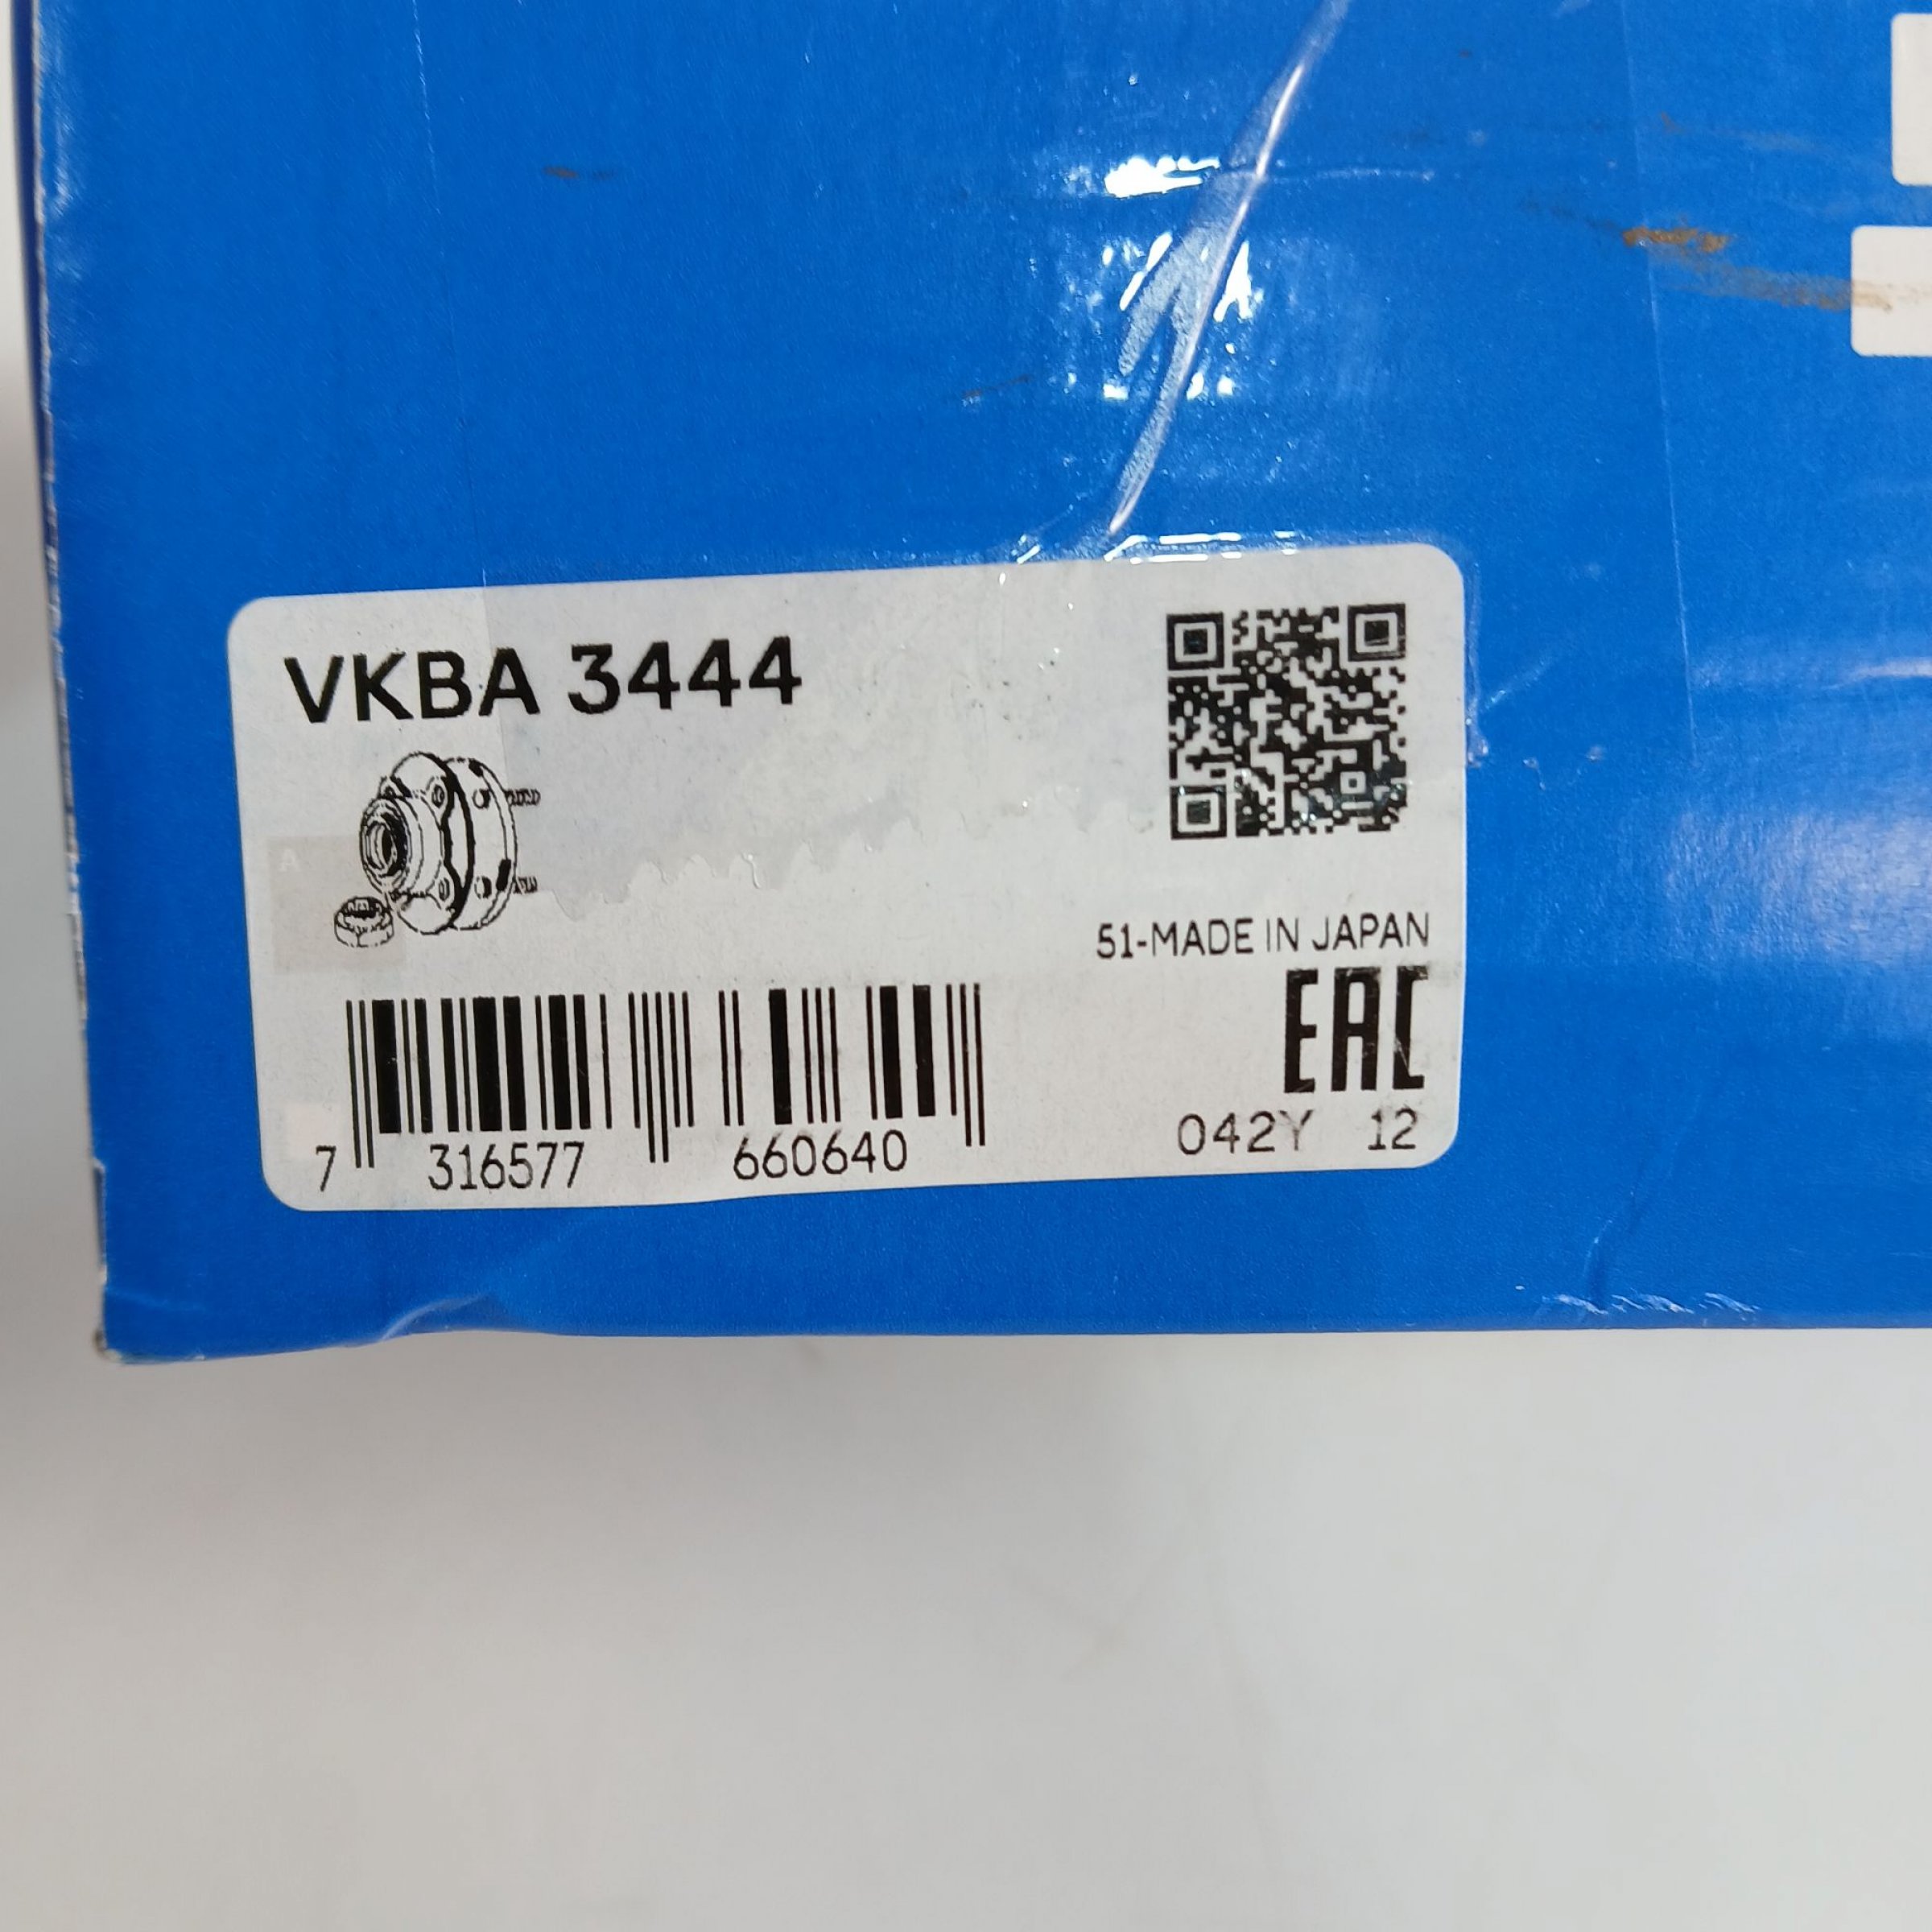 VKBA 3444
51-MADE IN JAPAN
EAC
042Y 12
7 316577 660640